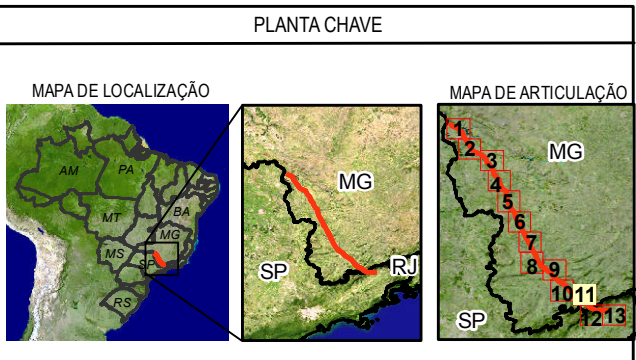 PLANTA CHAVE
MAPA DE LOCALIZAÇÃO
MAPA DE ARTICULAÇÃO
AM
PA
MT
BA
MG
MS
SP
RS
MG
SP
RJ
1
MG
2
3
4
5
6
7
8
9
10
11
SP
12
13